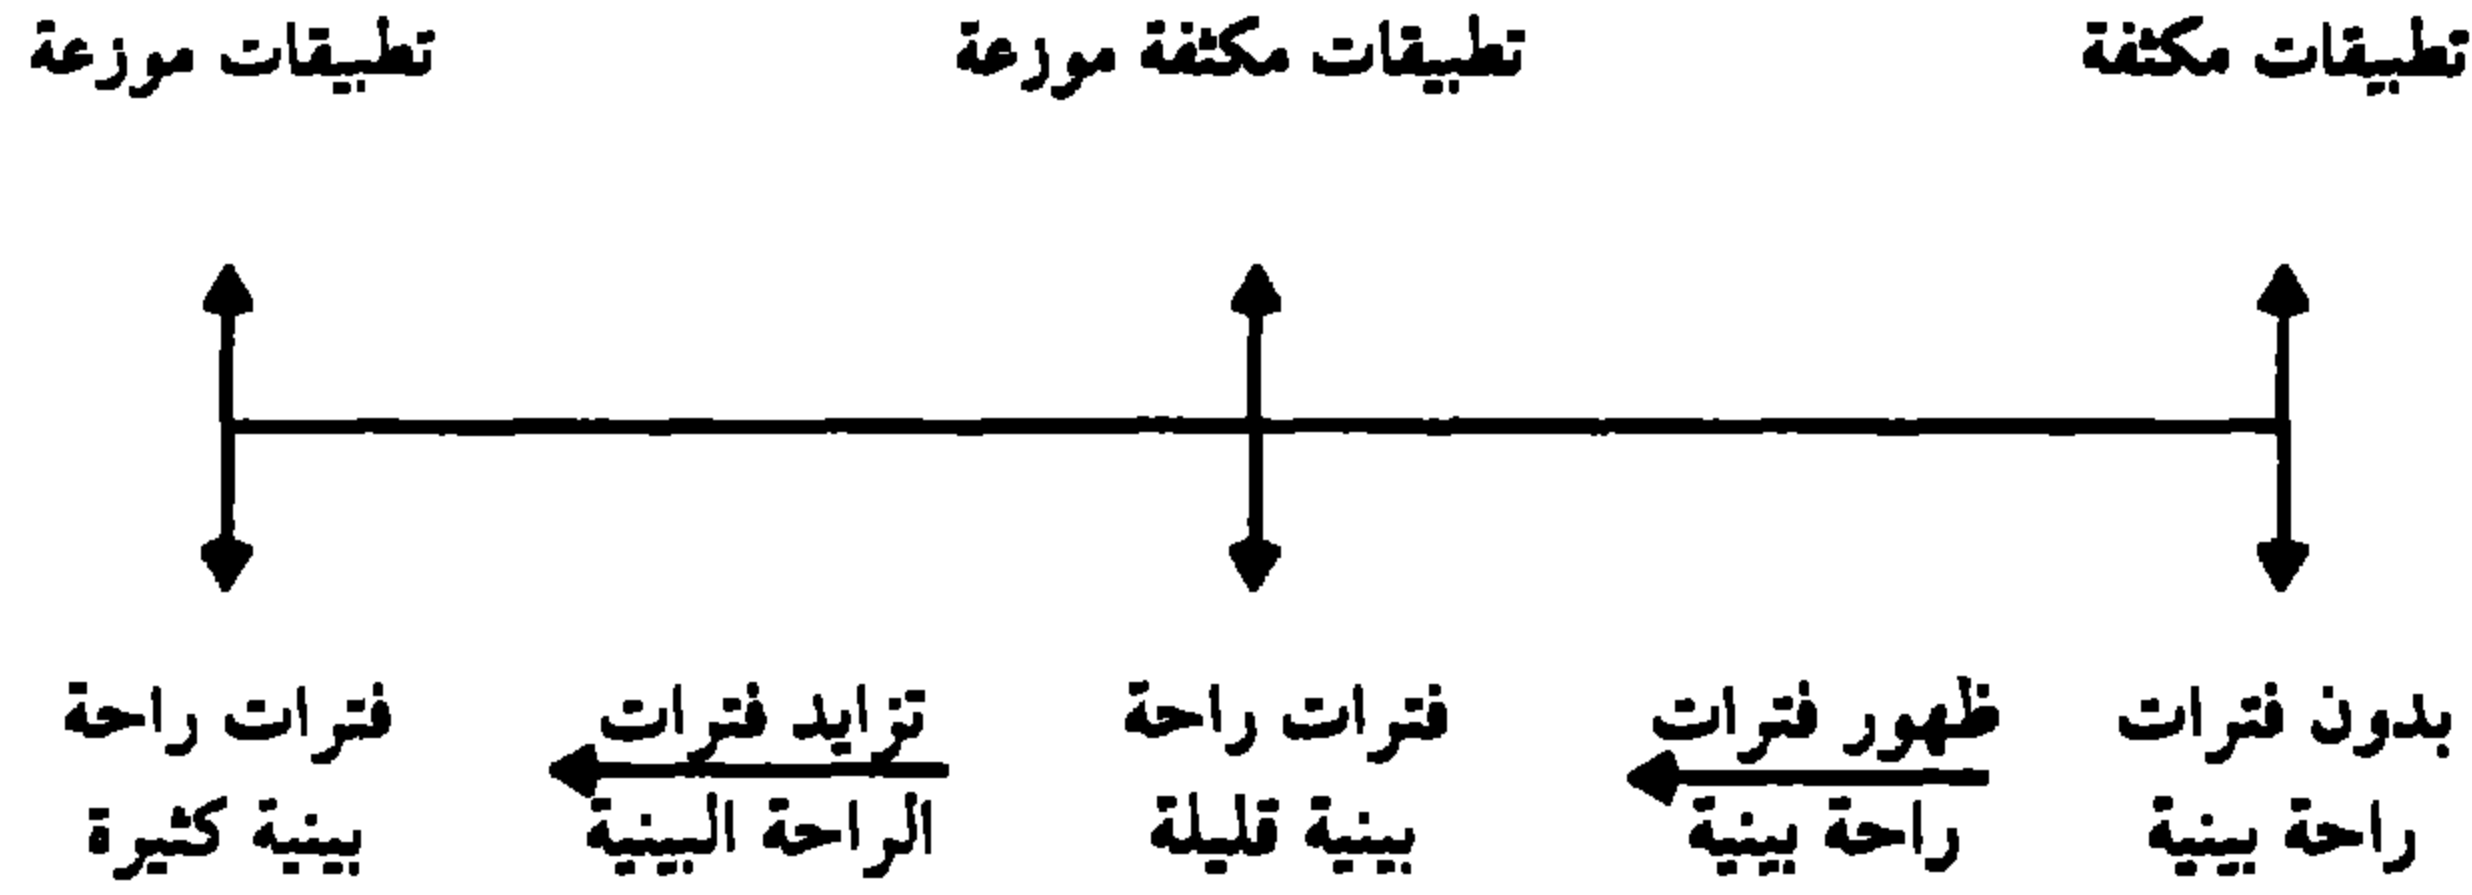 تطبيقات مكثفة
تطبيقات مكثفة موزعة
تطبيقات موزعة
بدون فترات
راحة بينية
ظهور فترات
راحة بينية
فترات راحة
بينية قليلة
تزايد فترات
الراحة البينية
فترات راحة
بينية كثيرة